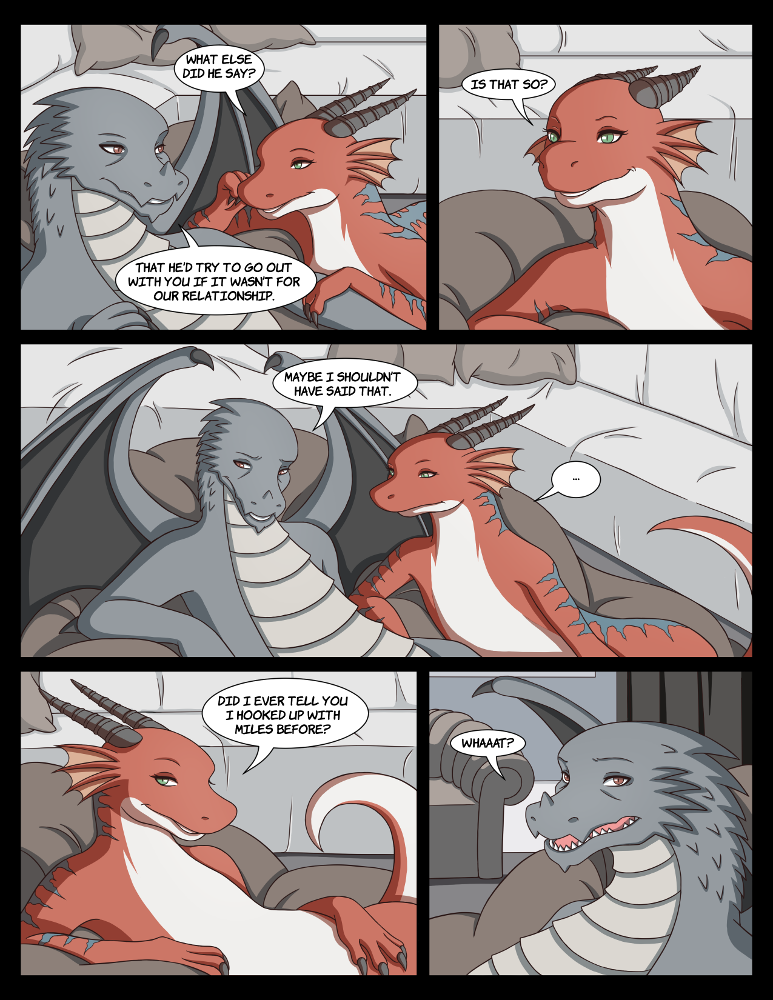 WHAT ELSE
DID HE SAY?
THAT HE'D TRY TO GO OUT
WITH YOU IF IT WASN'T FOR
OUR RELATIONSHIP.
IS THAT SO?
MAYBE I SHOULDN'T
HAVE SAID THAT.
...
DID I EVER TELL YOU
I HOOKED UP WITH
MILES BEFORE?
WHAAAT?